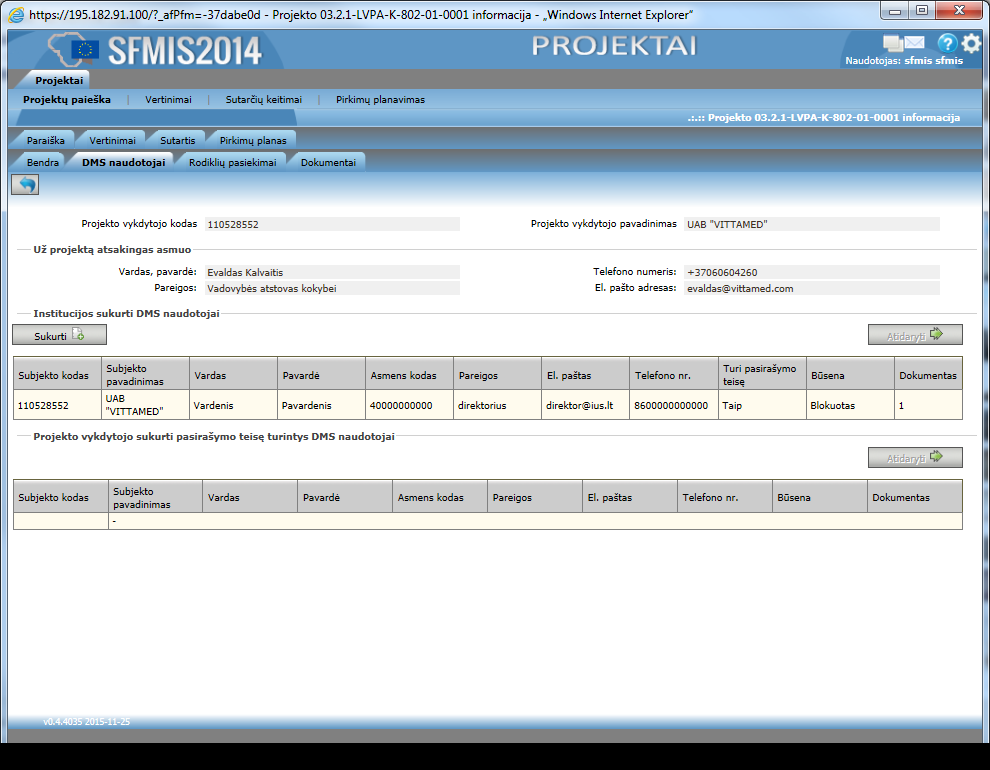 https://195.182.91.100/?_afPfm=-37dabe0d - Projekto 03.2.1-LVPA-K-802-01-0001 informacija - „Windows Internet Explorer“
SFMIS2014
PROJEKTAI
Naudotojas: sfmis sfmis
Projektai
Projektų paieška | Vertinimai | Sutarčių keitimai | Pirkimų planavimas
.:.:: Projekto 03.2.1-LVPA-K-802-01-0001 informacija
Paraiška Vertinimai Sutartis Pirkimų planas
Bendra DMS naudotojai Rodiklių pasiekimai Dokumentai
Projekto vykdytojo kodas 110528552 Projekto vykdytojo pavadinimas UAB "VITTAMED"
Už projektą atsakingas asmuo
Vardas, pavardė: Evaldas Kalvaitis Telefono numeris: +37060604260
Pareigos: Vadovybės atstovas kokybei El. pašto adresas: evaldas@vittamed.com
Institucijos sukurti DMS naudotojai
Sukurti Atidaryti
Subjekto kodas Subjekto pavadinimas Vardas Pavardė Asmens kodas Pareigos El. paštas Telefono nr. Turi pasirašymo teisę Būsena Dokumentas
110528552 UAB "VITTAMED" Vardenis Pavardenis 40000000000 direktorius direktor@ius.lt 8600000000000 Taip Blokuotas 1
Projekto vykdytojo sukurti pasirašymo teisę turintys DMS naudotojai
Atidaryti
Subjekto kodas Subjekto pavadinimas Vardas Pavardė Asmens kodas Pareigos El. paštas Telefono nr. Būsena Dokumentas
-
v0.4.4035 2015-11-25